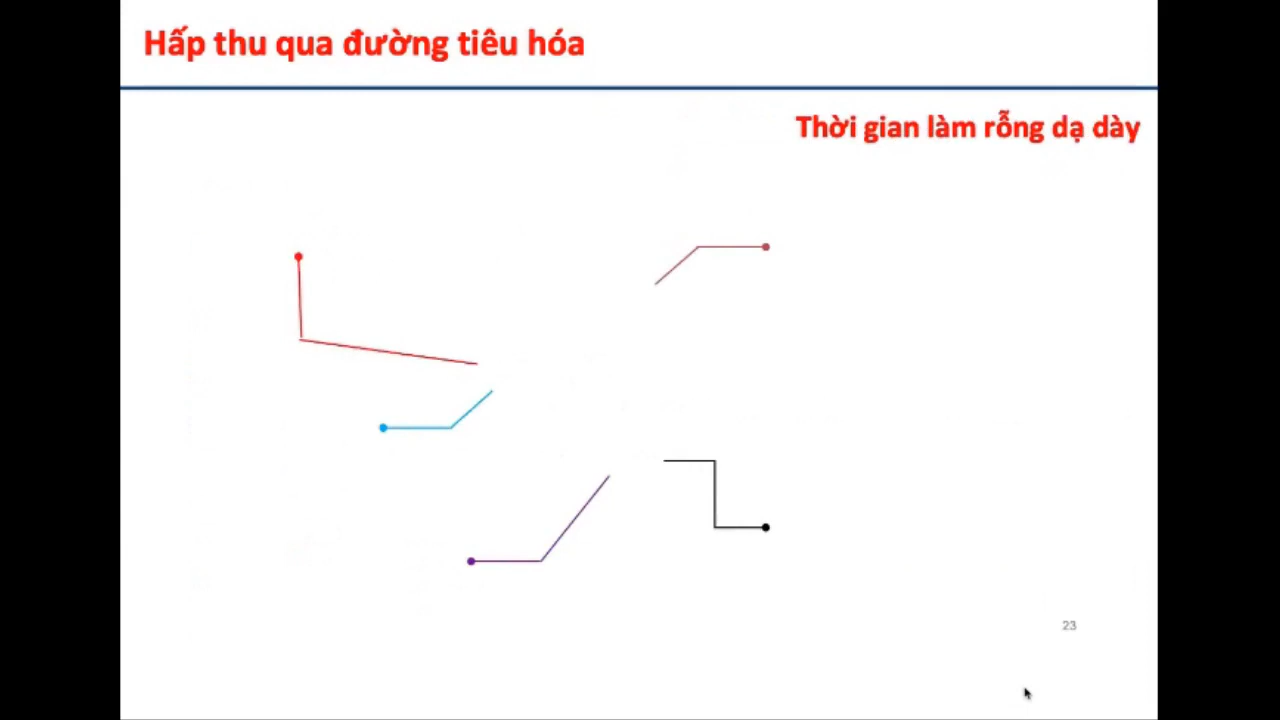 Hấp thu qua đường tiêu hóa
Thời gian làm rỗng dạ dày
23